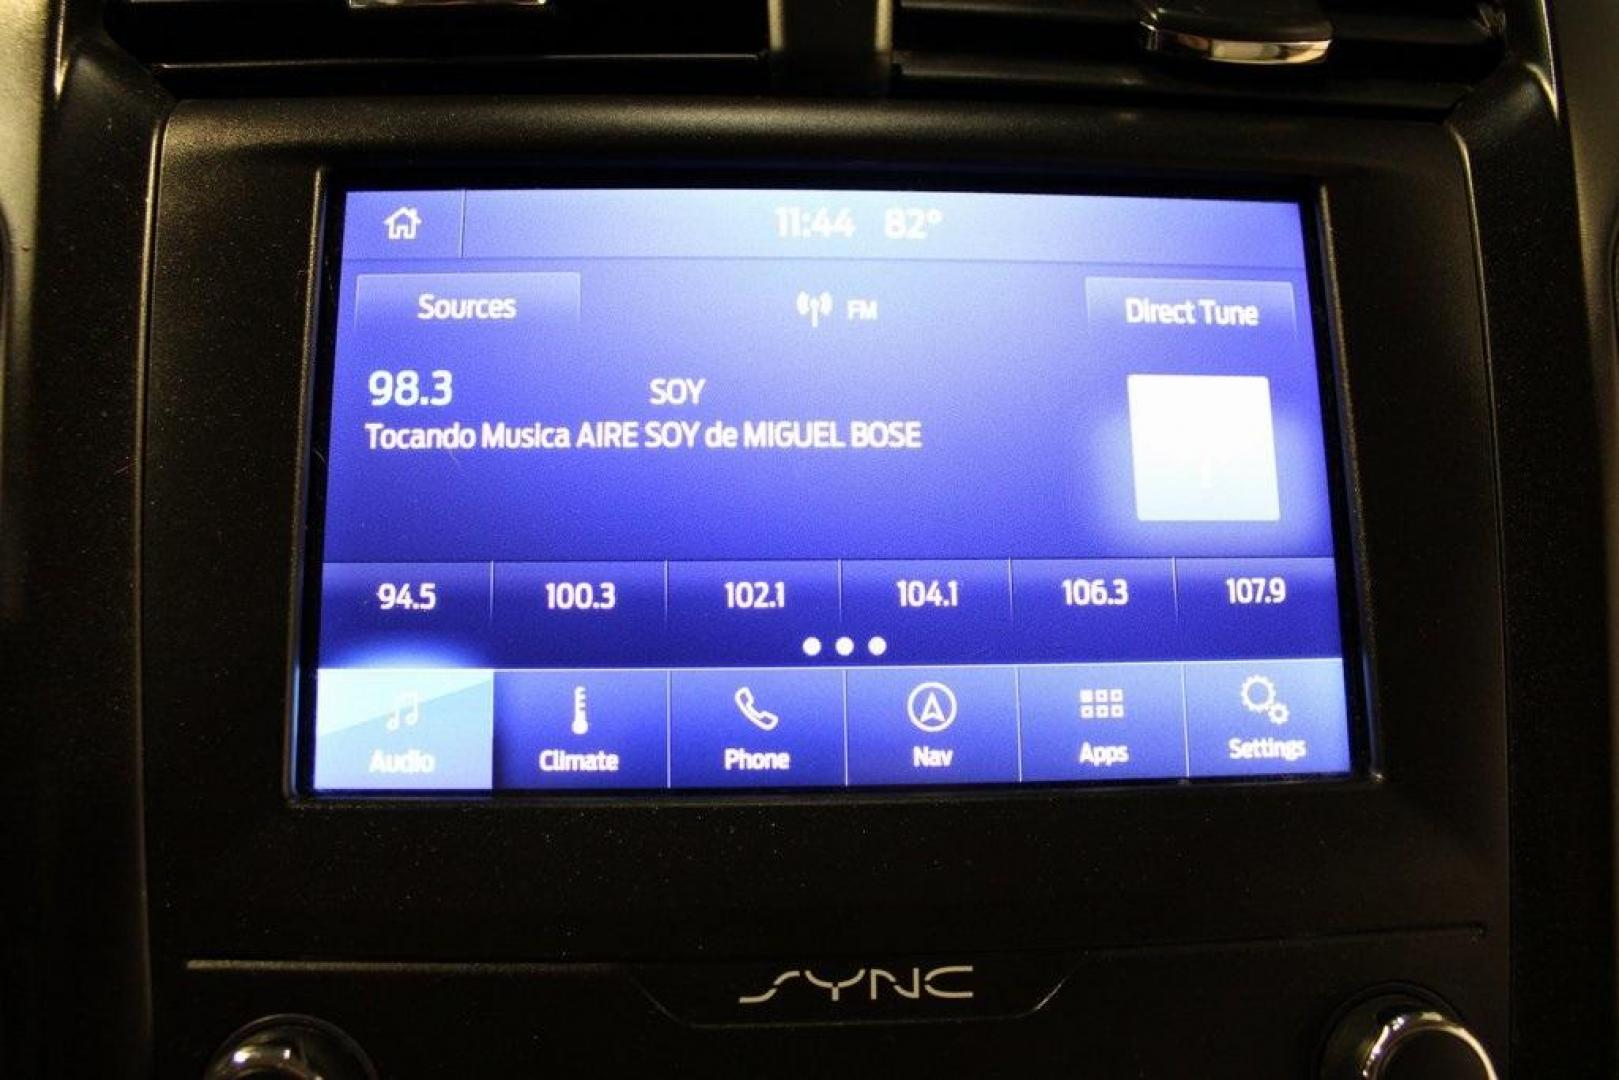 11:44 82°
Sources FM Direct Tune
98.3 SOY
Tocando Musica AIRE SOY de MIGUEL BOSE
94.5 100.3 102.1 104.1 106.3 107.9
Audio Climate Phone Nav Apps Settings
SYNC